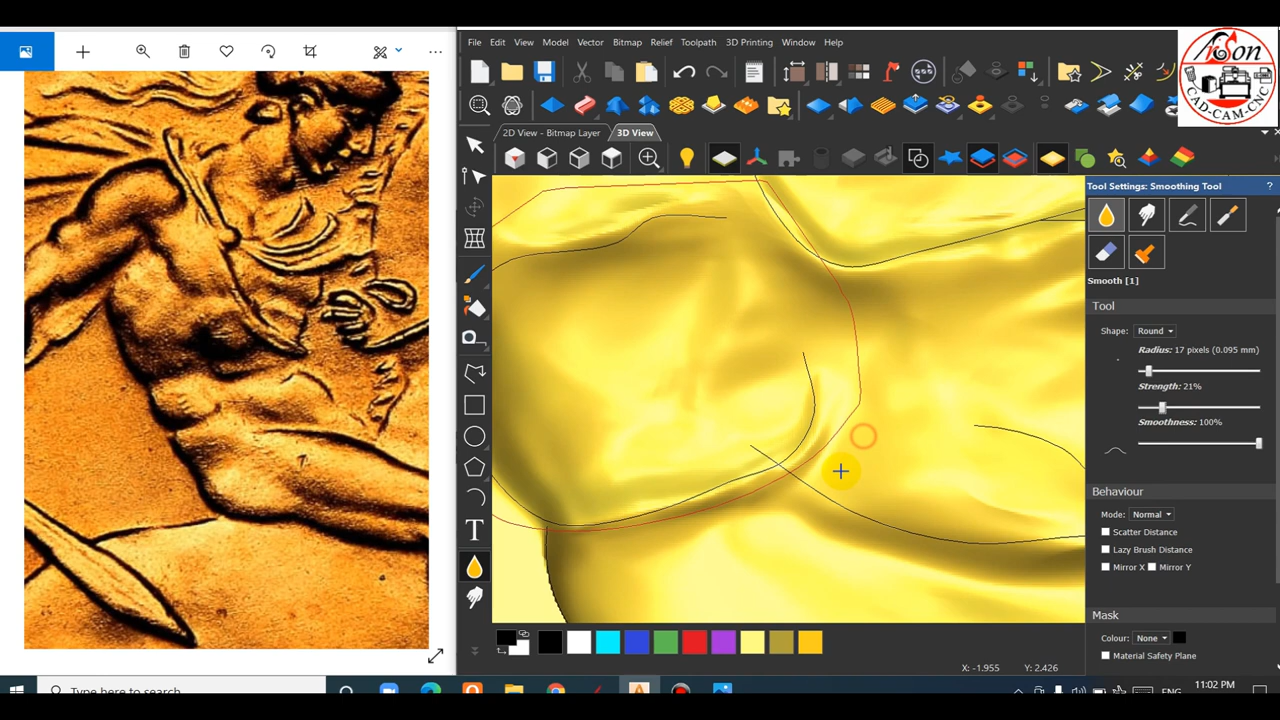 File Edit View Model Vector Bitmap Relief Toolpath 3D Printing Window Help
AiSon
CAD-CAM-CNC
2D View - Bitmap Layer 3D View
Tool Settings: Smoothing Tool ?
Smooth [1]
Tool
Shape: Round
Radius: 17 pixels (0.095 mm)
Strength: 21%
Smoothness: 100%
Behaviour
Mode: Normal
Scatter Distance
Lazy Brush Distance
Mirror X Mirror Y
Mask
Colour: None
Material Safety Plane
X: -1.955 Y: 2.426
Type here to search
ENG
11:02 PM